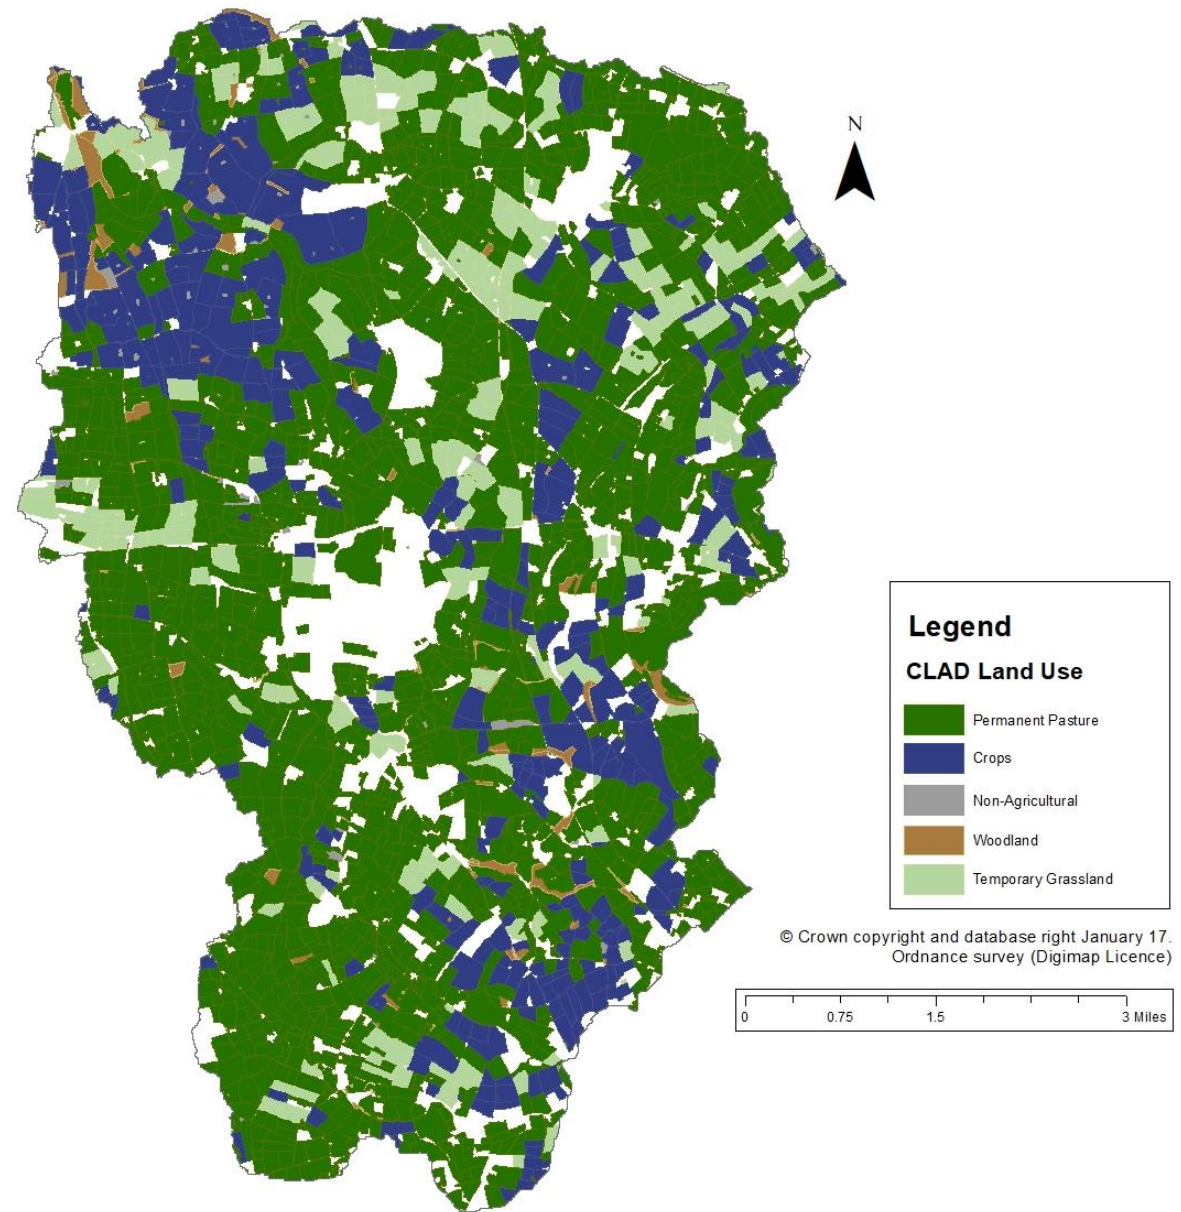 N
Legend
CLAD Land Use
Permanent Pasture
Crops
Non-Agricultural
Woodland
Temporary Grassland
© Crown copyright and database right January 17.
Ordnance survey (Digimap Licence)
0 0.75 1.5 3 Miles